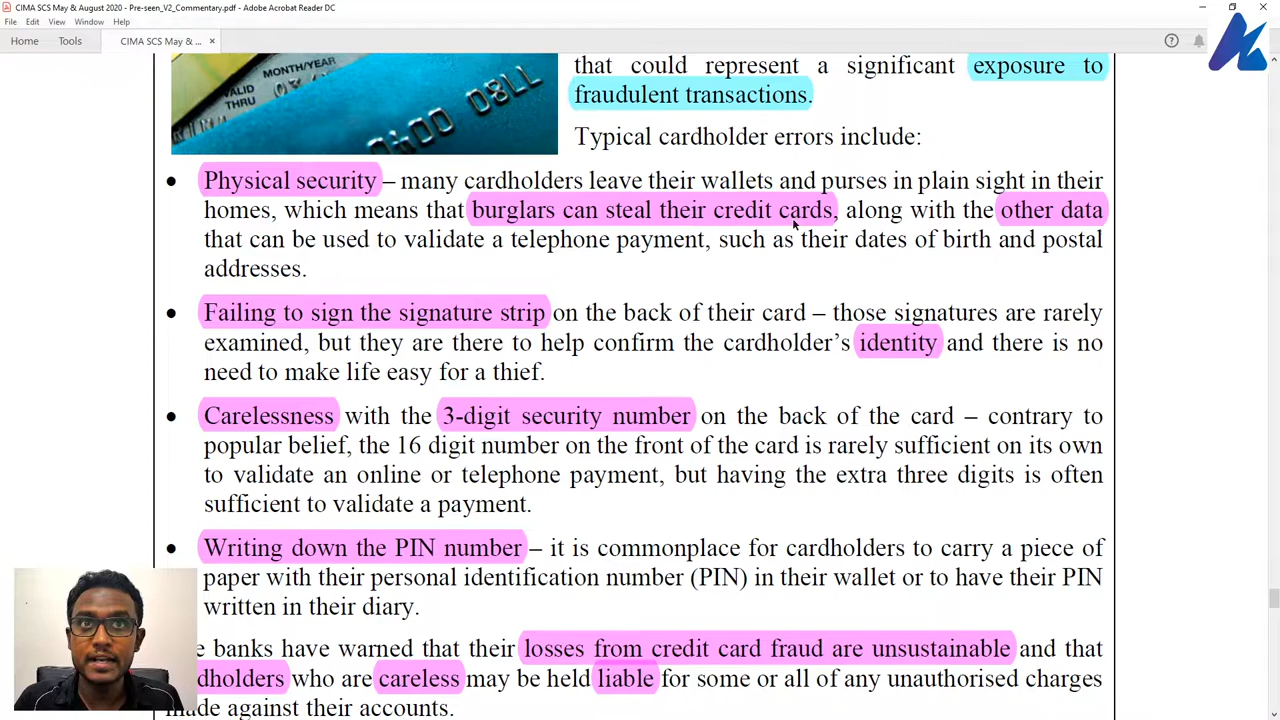 CIMA SCS May & August 2020 - Pre-seen_V2_Commentary.pdf - Adobe Acrobat Reader DC
File Edit View Window Help
Home Tools CIMA SCS May & ... ×
MONTH/YEAR
VALID
THRU
0400 0811
that could represent a significant exposure to
fraudulent transactions.
Typical cardholder errors include:
• Physical security – many cardholders leave their wallets and purses in plain sight in their
homes, which means that burglars can steal their credit cards, along with the other data
that can be used to validate a telephone payment, such as their dates of birth and postal
addresses.
• Failing to sign the signature strip on the back of their card – those signatures are rarely
examined, but they are there to help confirm the cardholder’s identity and there is no
need to make life easy for a thief.
• Carelessness with the 3-digit security number on the back of the card – contrary to
popular belief, the 16 digit number on the front of the card is rarely sufficient on its own
to validate an online or telephone payment, but having the extra three digits is often
sufficient to validate a payment.
• Writing down the PIN number – it is commonplace for cardholders to carry a piece of
paper with their personal identification number (PIN) in their wallet or to have their PIN
written in their diary.
banks have warned that their losses from credit card fraud are unsustainable and that
dholders who are careless may be held liable for some or all of any unauthorised charges
made against their accounts.